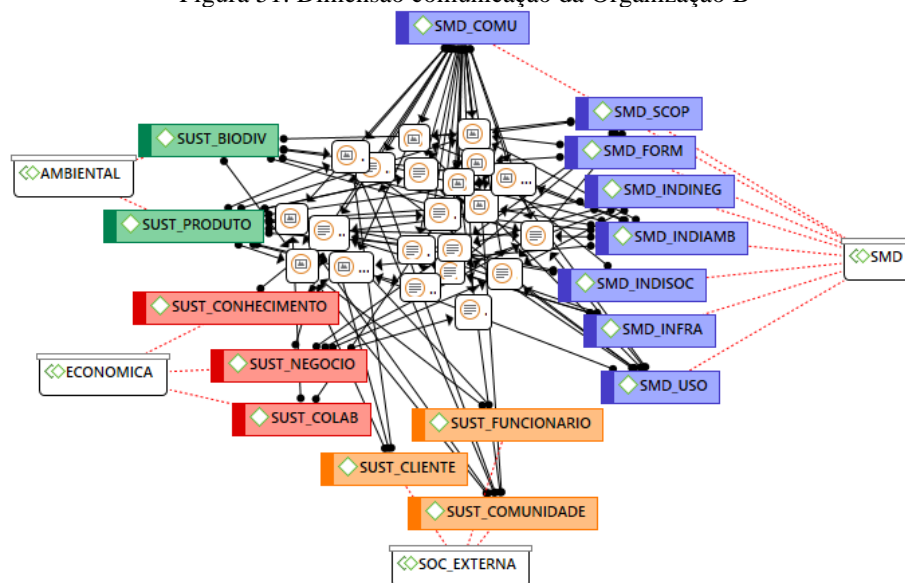 Figura 31: Dimensão comunicação da Organização B
SMD_COMU
SMD_SCOP
SUST_BIODIV
SMD_FORM
AMBIENTAL
SMD_INDINEG
SUST_PRODUTO
SMD_INDIAMB
SMD
SMD_INDISOC
SUST_CONHECIMENTO
SMD_INFRA
SUST_NEGOCIO
ECONOMICA
SMD_USO
SUST_COLAB
SUST_FUNCIONARIO
SUST_CLIENTE
SUST_COMUNIDADE
SOC_EXTERNA